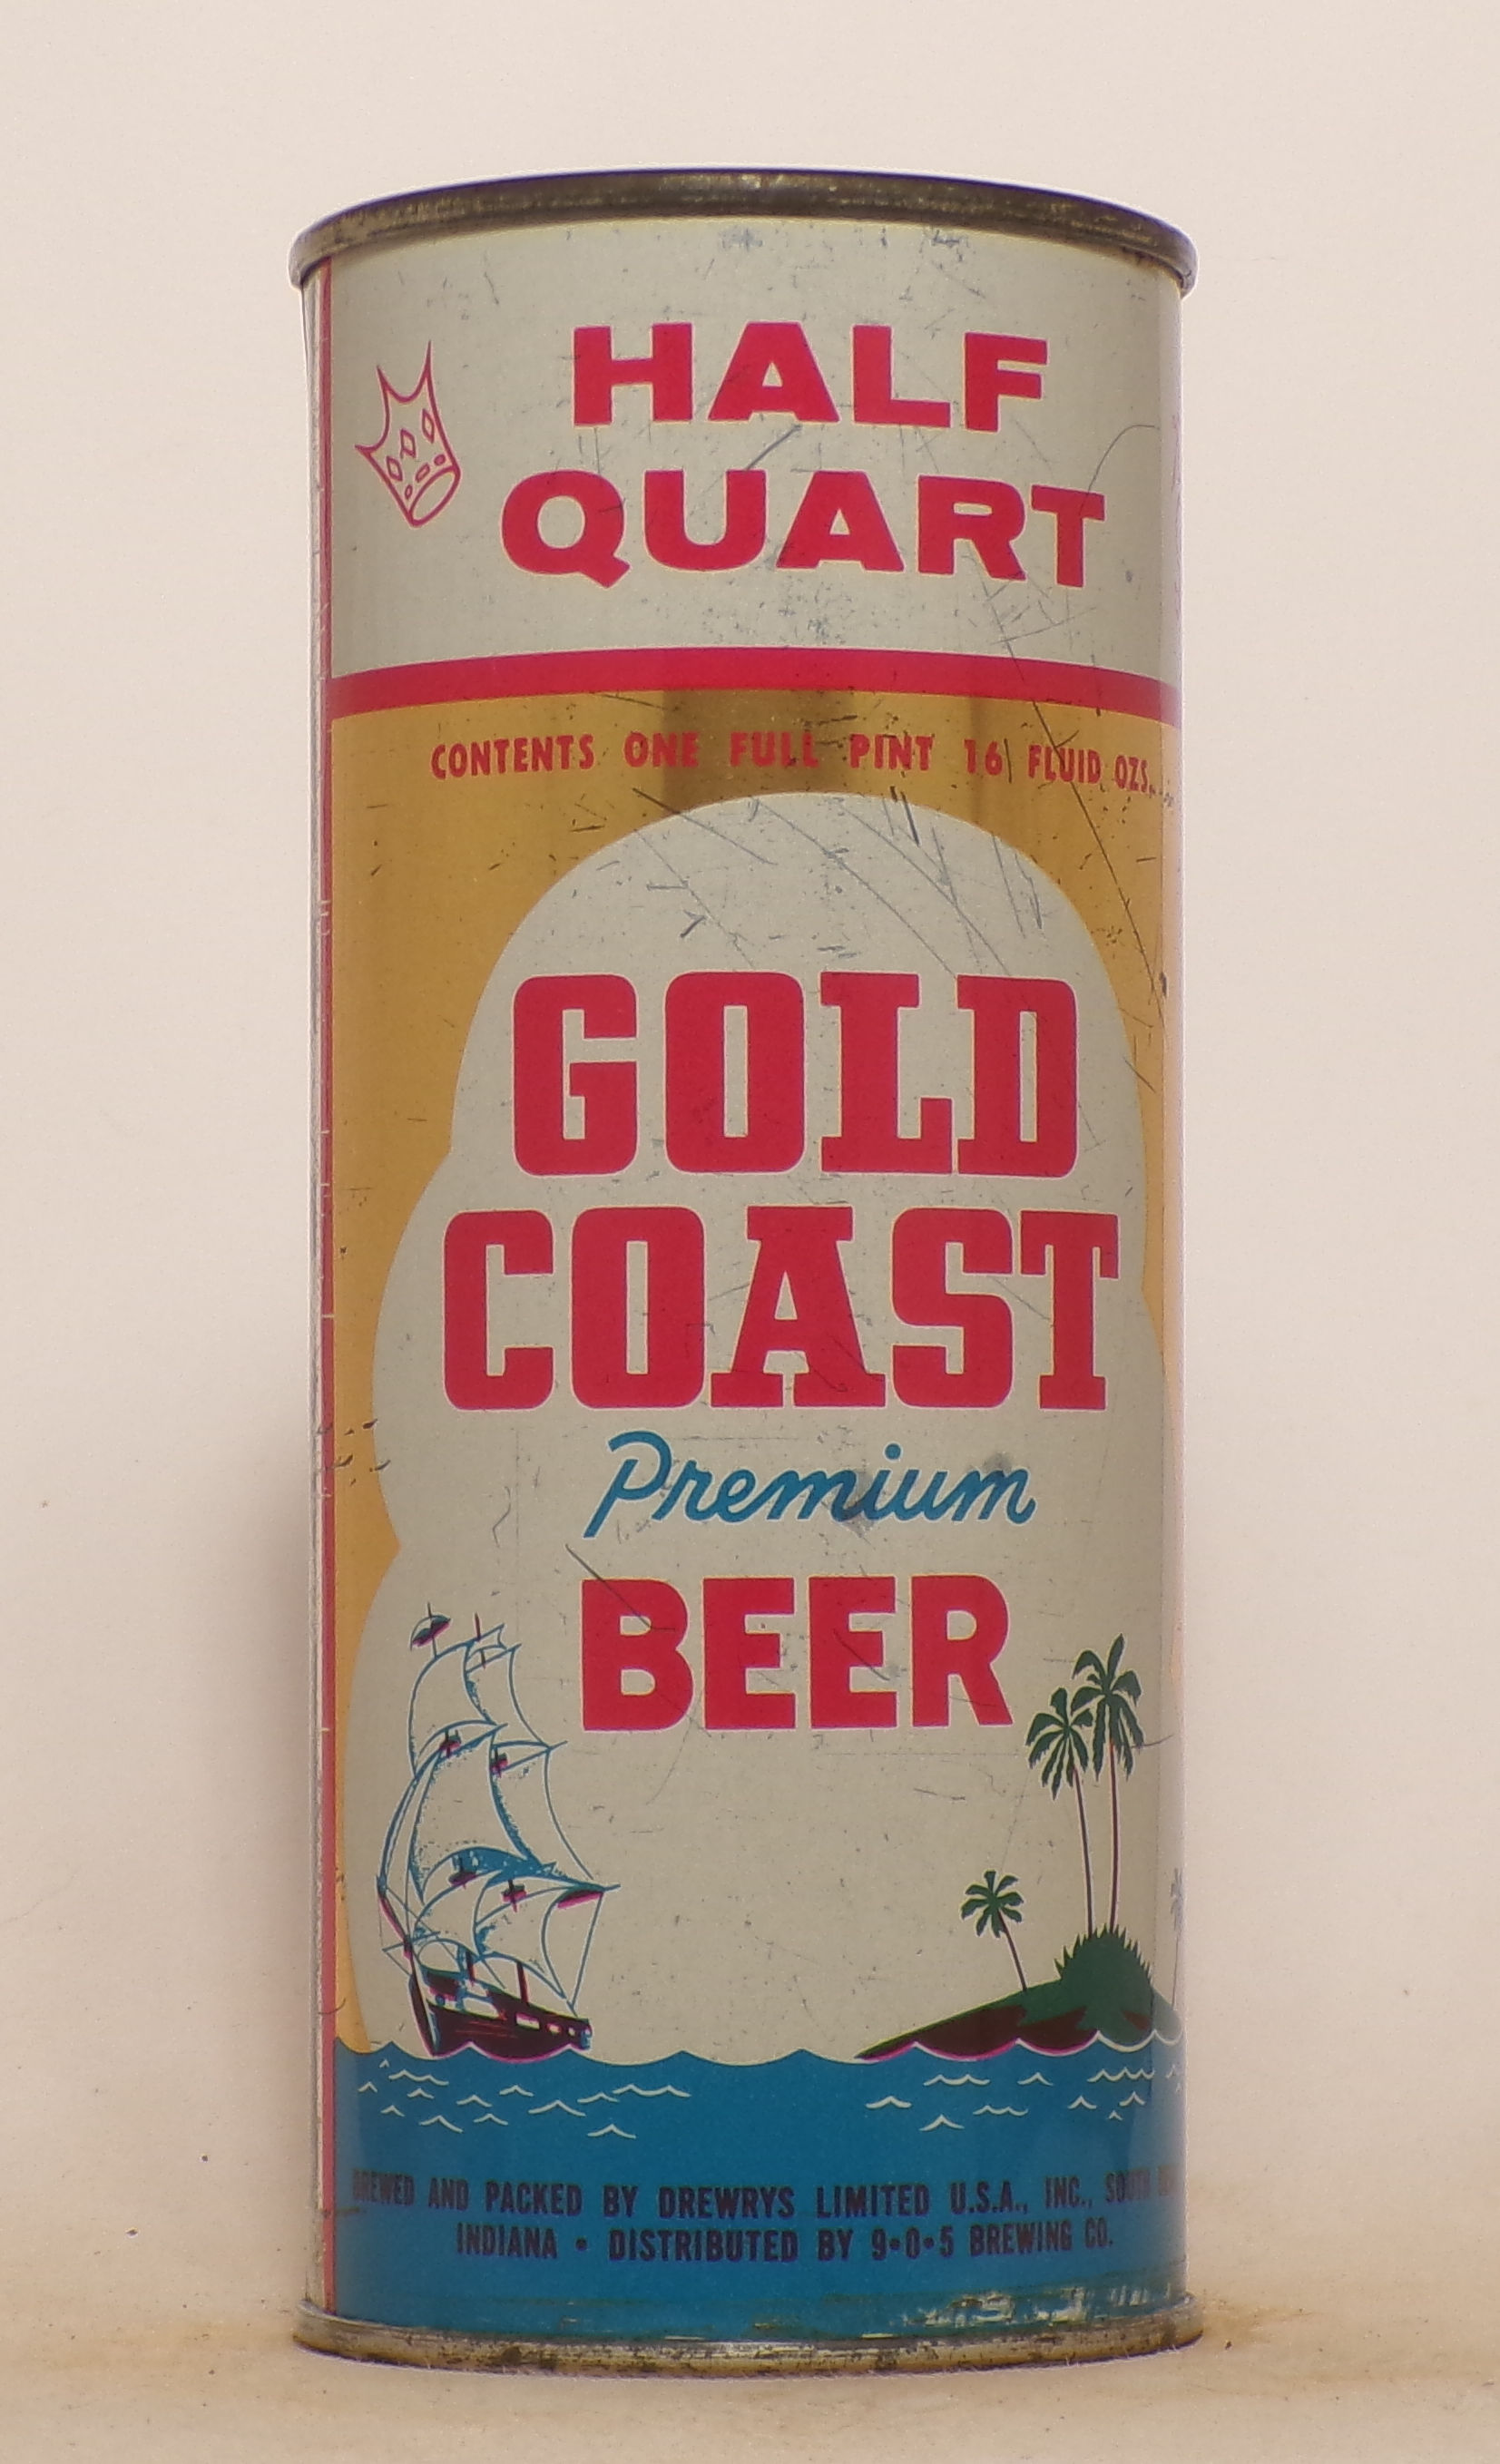 HALF
QUART
CONTENTS ONE FULL PINT 16 FLUID OZS.
GOLD
COAST
Premium
BEER
BREWED AND PACKED BY DREWRYS LIMITED U.S.A., INC., SOUTH
INDIANA • DISTRIBUTED BY 9•0•5 BREWING CO.